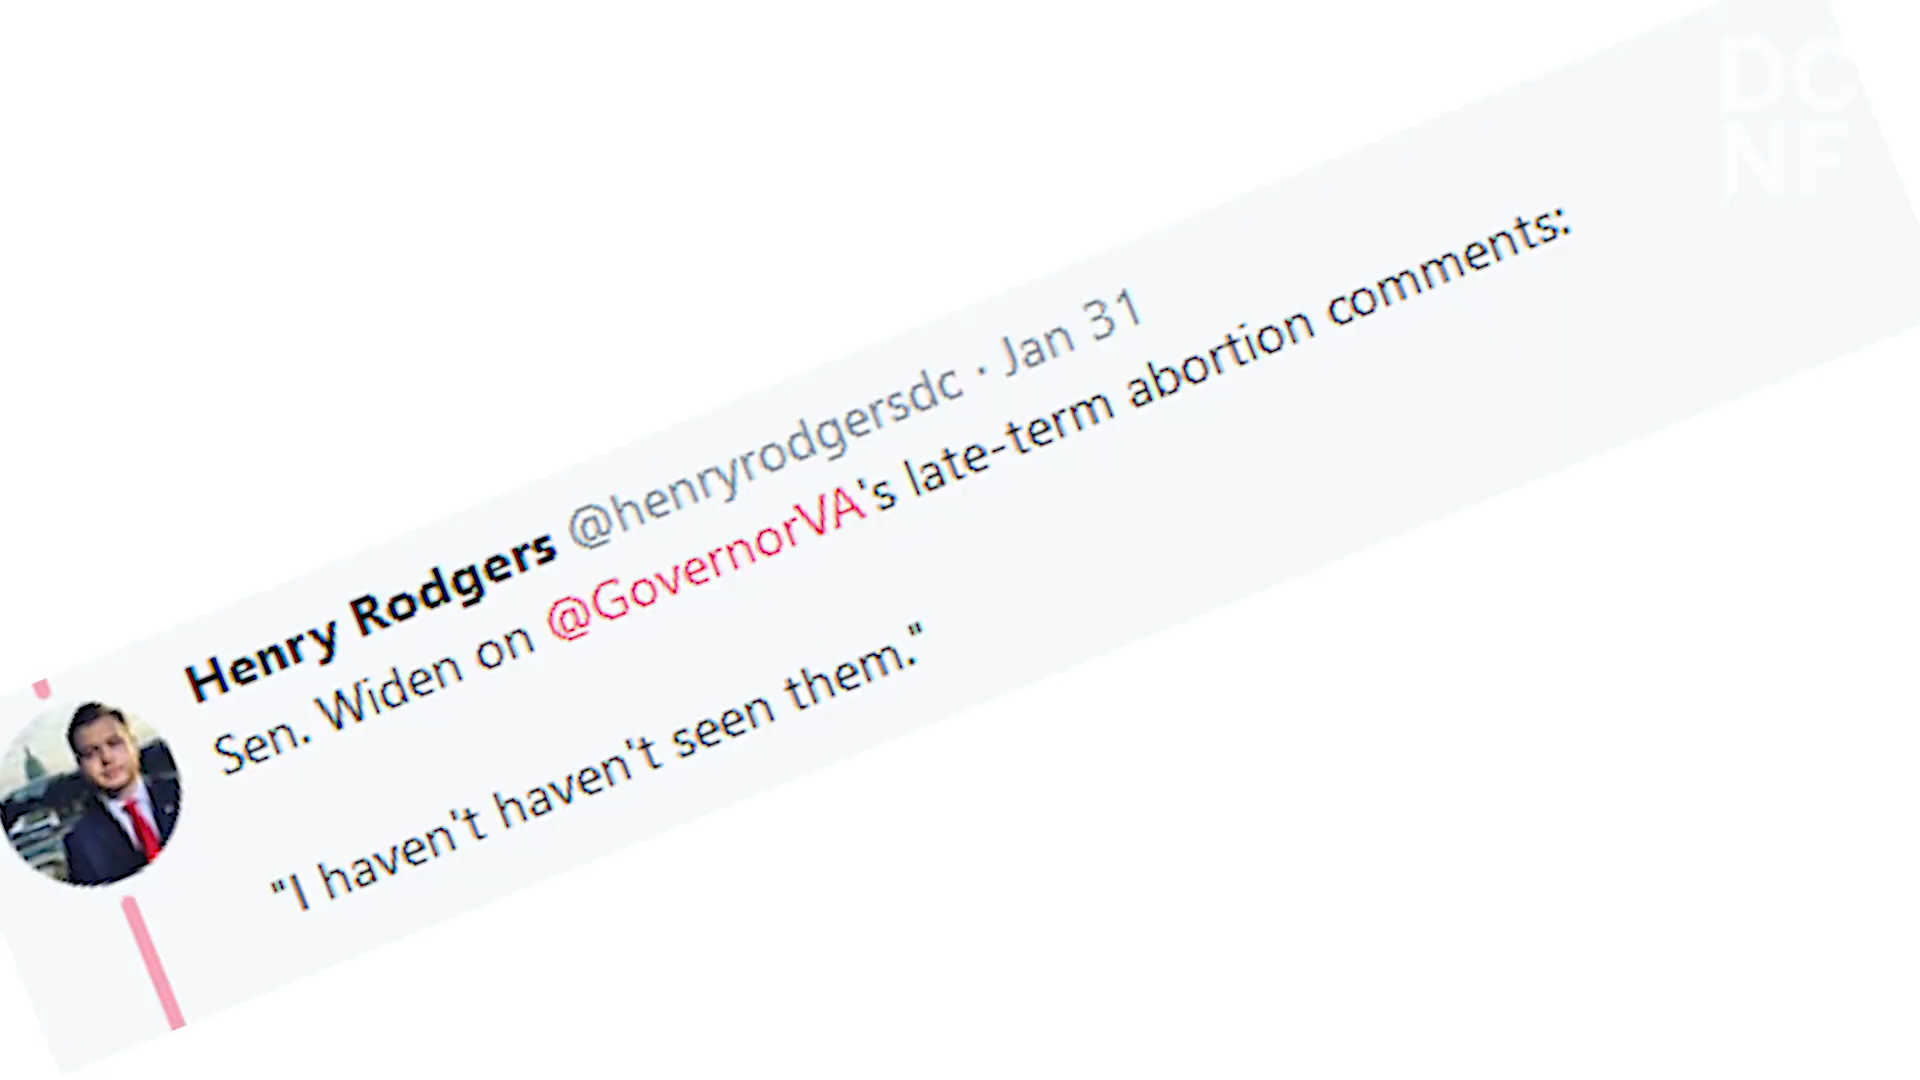 DC
NF
Henry Rodgers @henryrodgersdc · Jan 31
Sen. Widen on @GovernorVA's late-term abortion comments:
"I haven't haven't seen them."